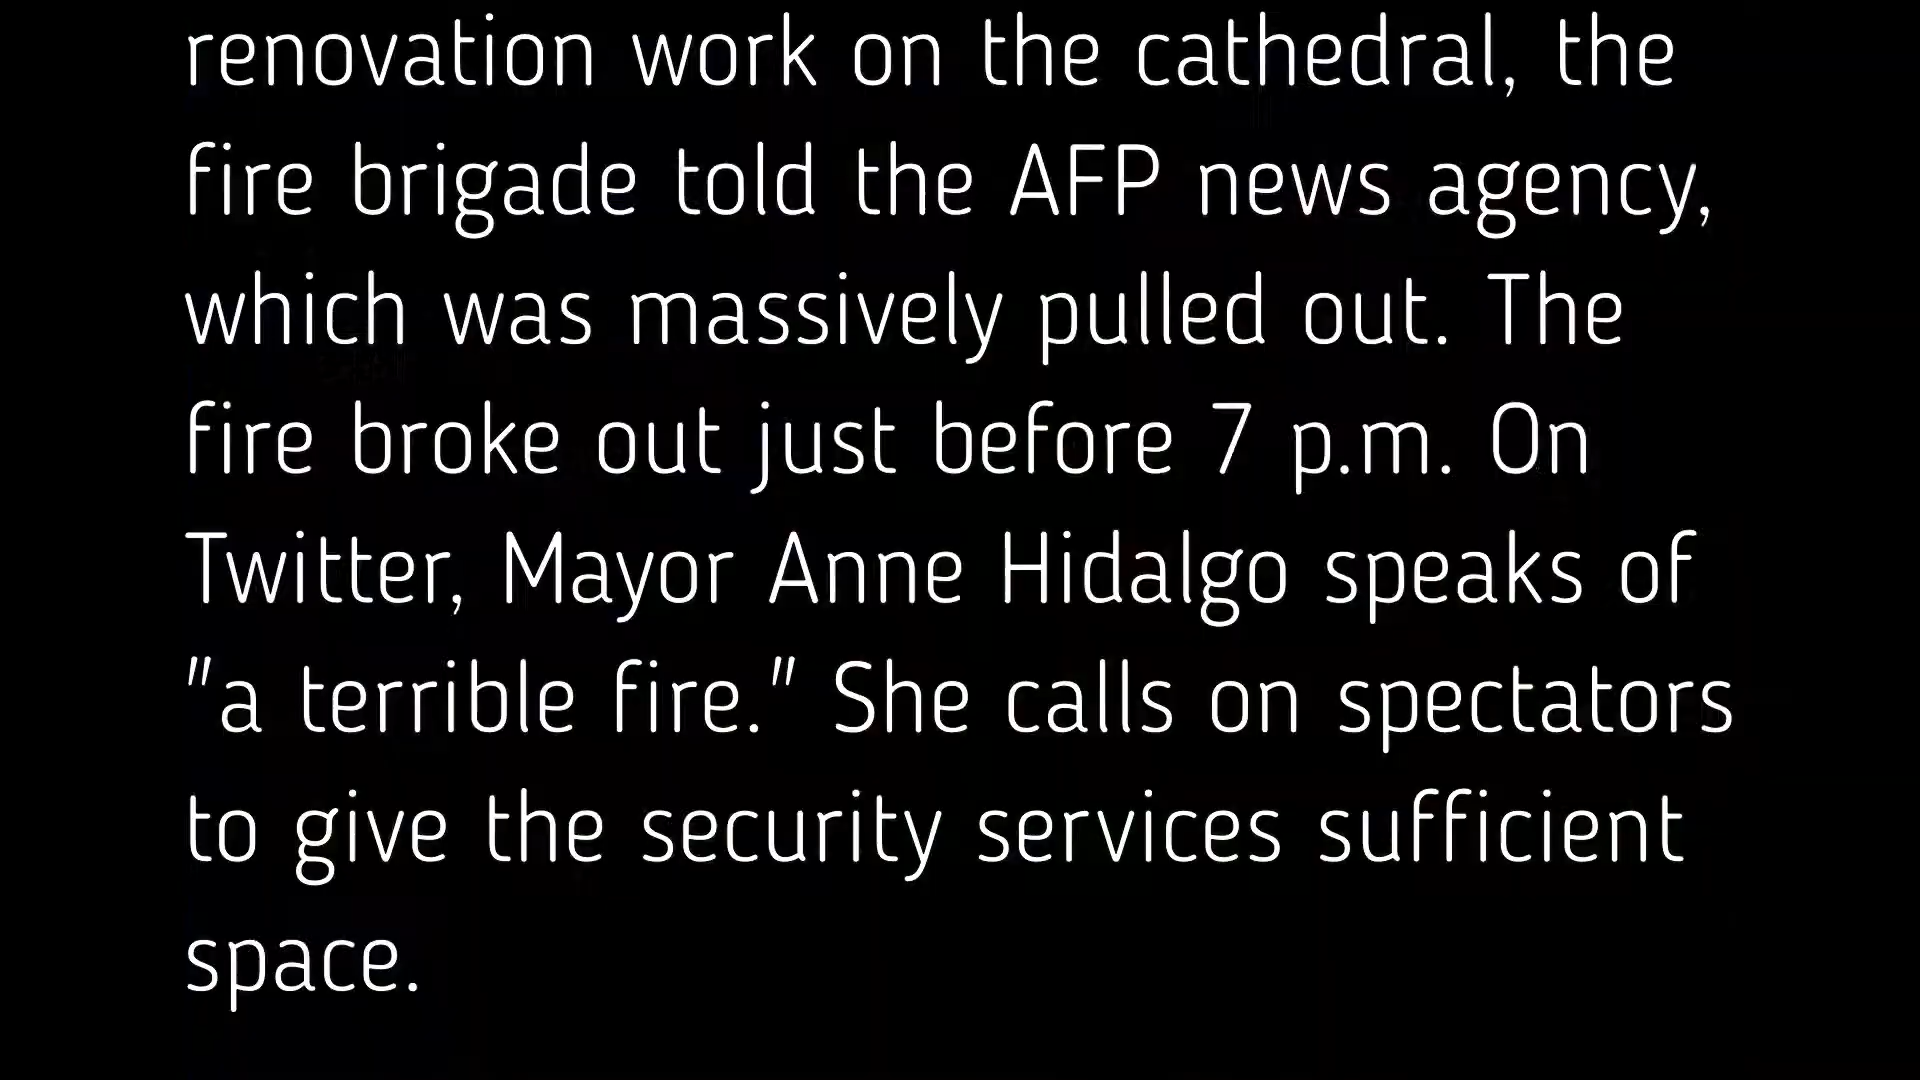 renovation work on the cathedral, the
fire brigade told the AFP news agency,
which was massively pulled out. The
fire broke out just before 7 p.m. On
Twitter, Mayor Anne Hidalgo speaks of
"a terrible fire." She calls on spectators
to give the security services sufficient
space.